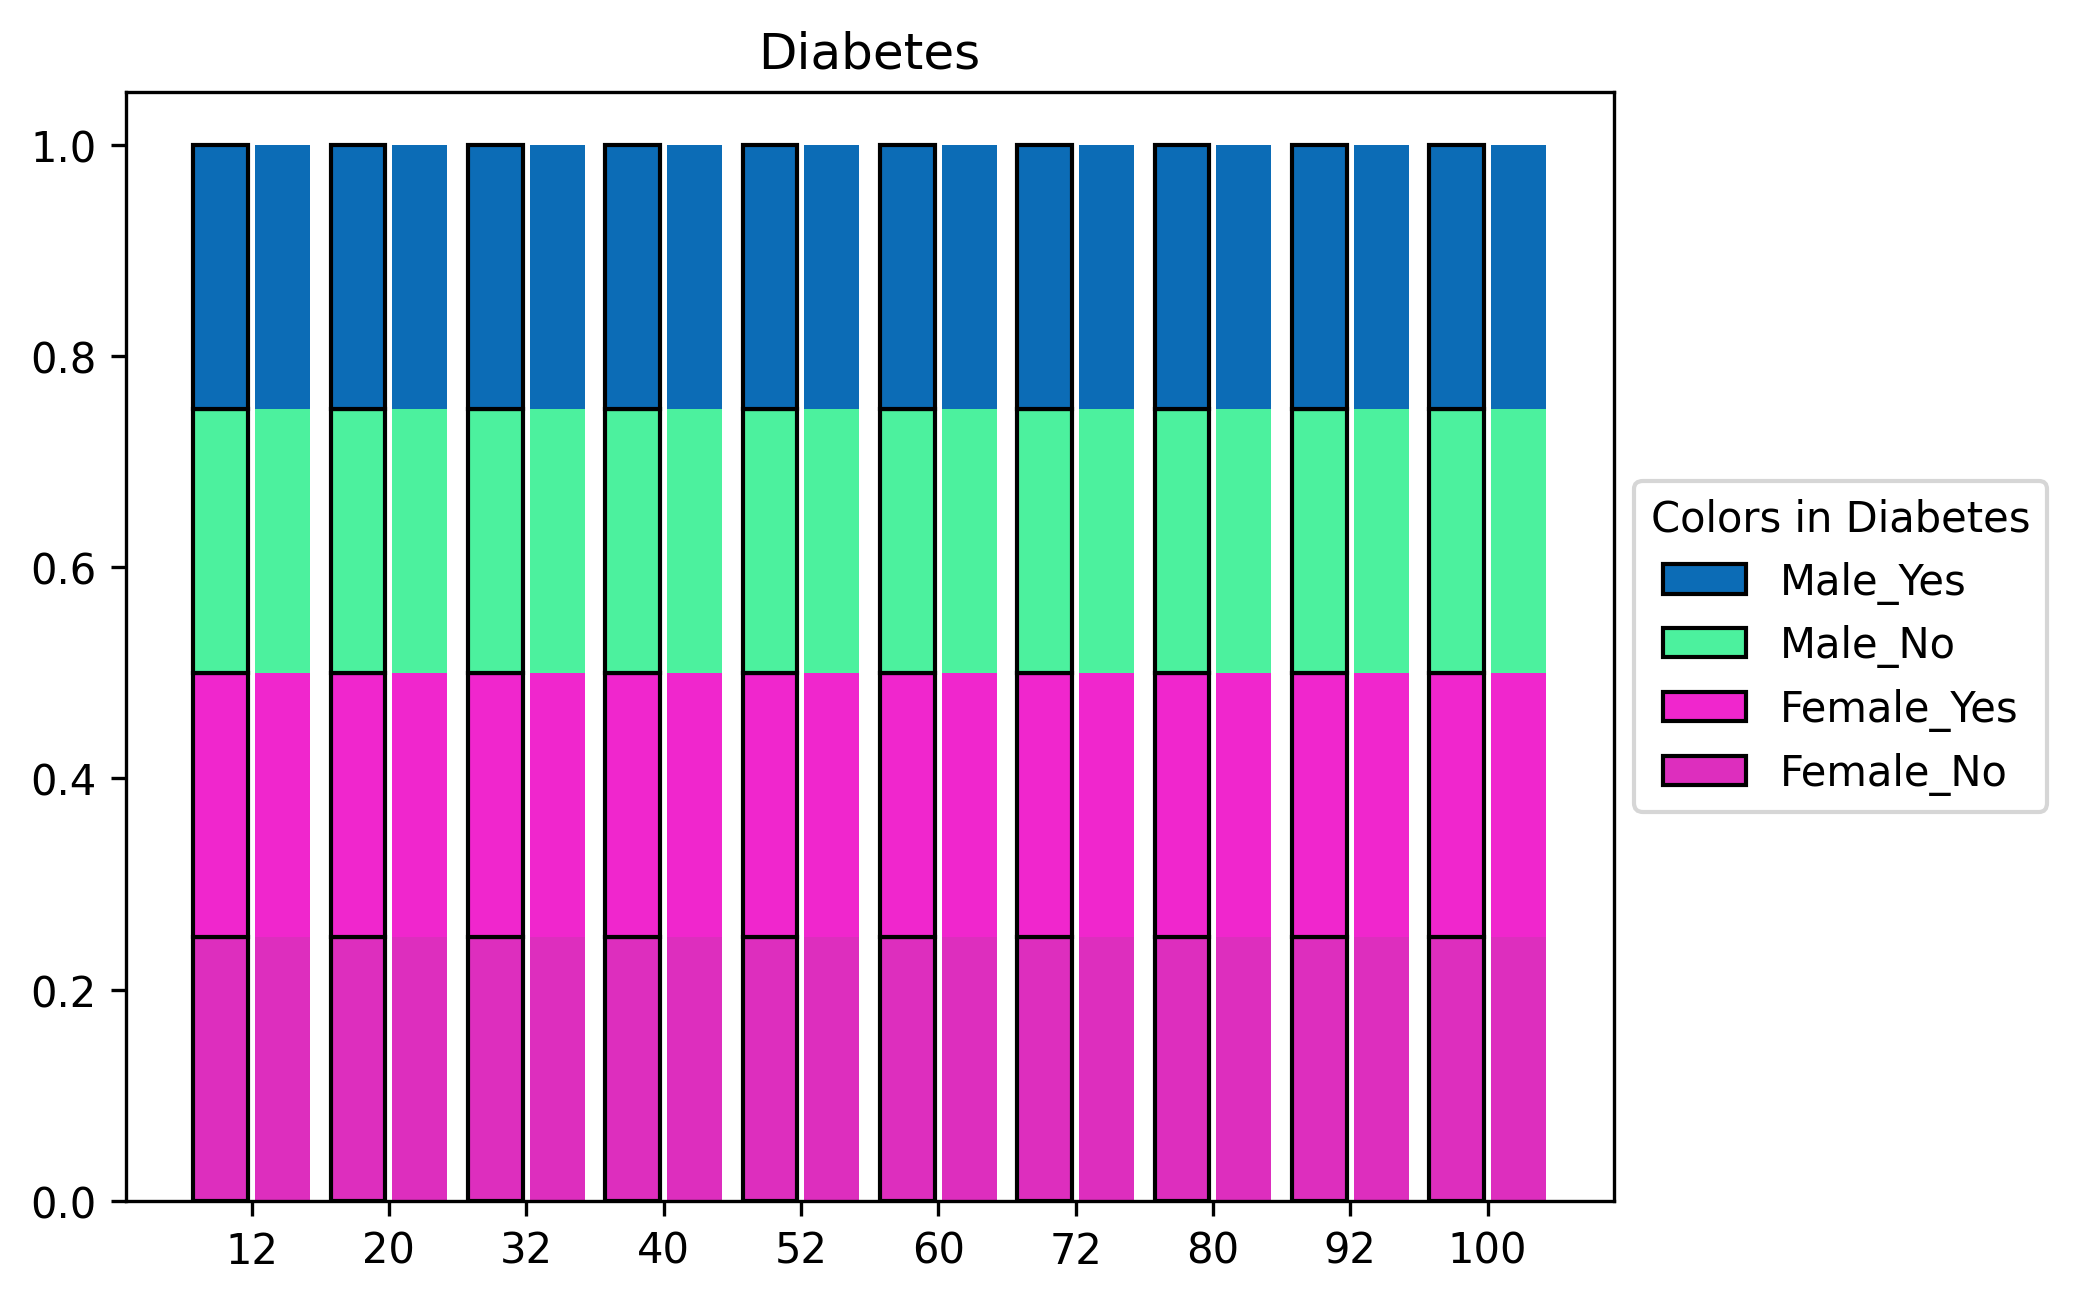 Diabetes
1.0
0.8
0.6
0.4
0.2
0.0
12 20 32 40 52 60 72 80 92 100
Colors in Diabetes
Male_Yes
Male_No
Female_Yes
Female_No